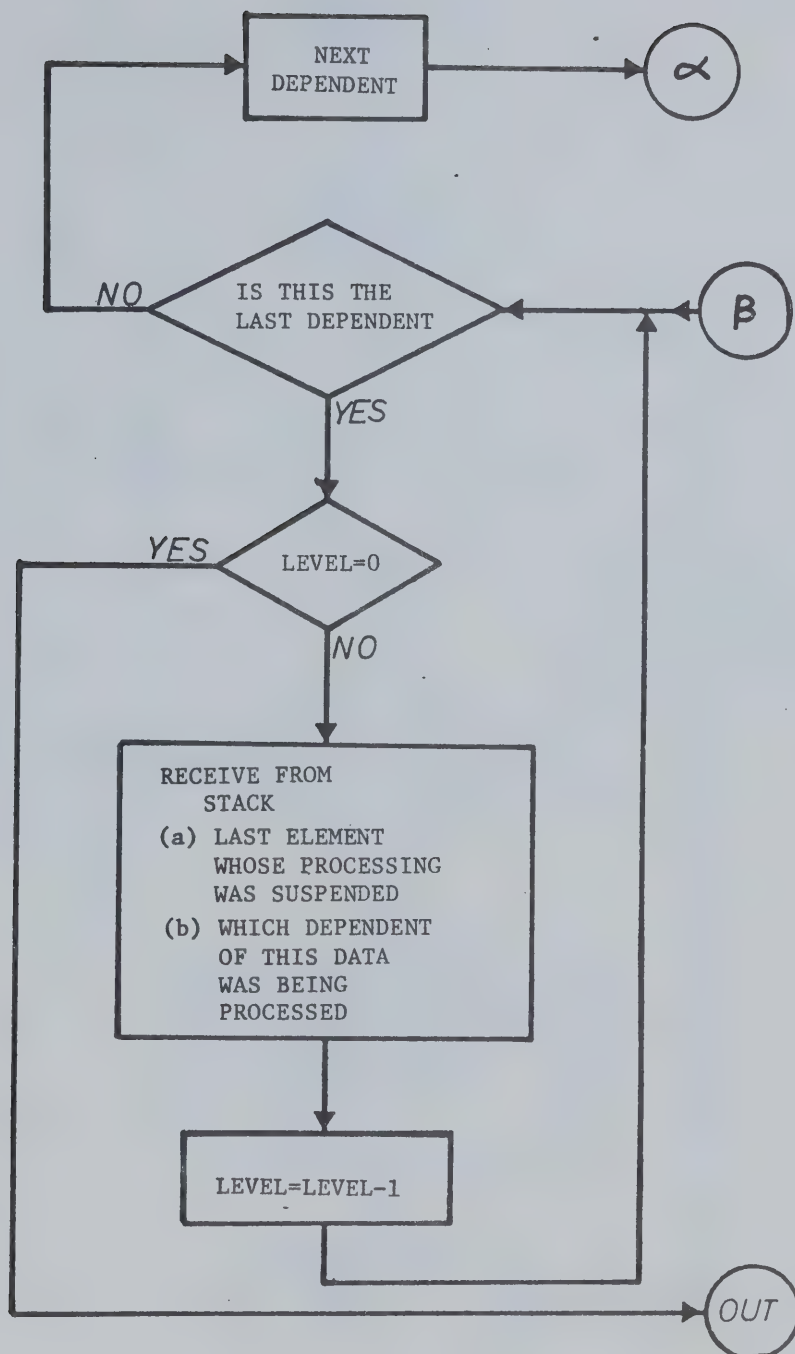 NEXT
DEPENDENT
α
NO
IS THIS THE
LAST DEPENDENT
β
YES
YES
LEVEL=0
NO
RECEIVE FROM
STACK
(a) LAST ELEMENT
WHOSE PROCESSING
WAS SUSPENDED
(b) WHICH DEPENDENT
OF THIS DATA
WAS BEING
PROCESSED
LEVEL=LEVEL-1
OUT